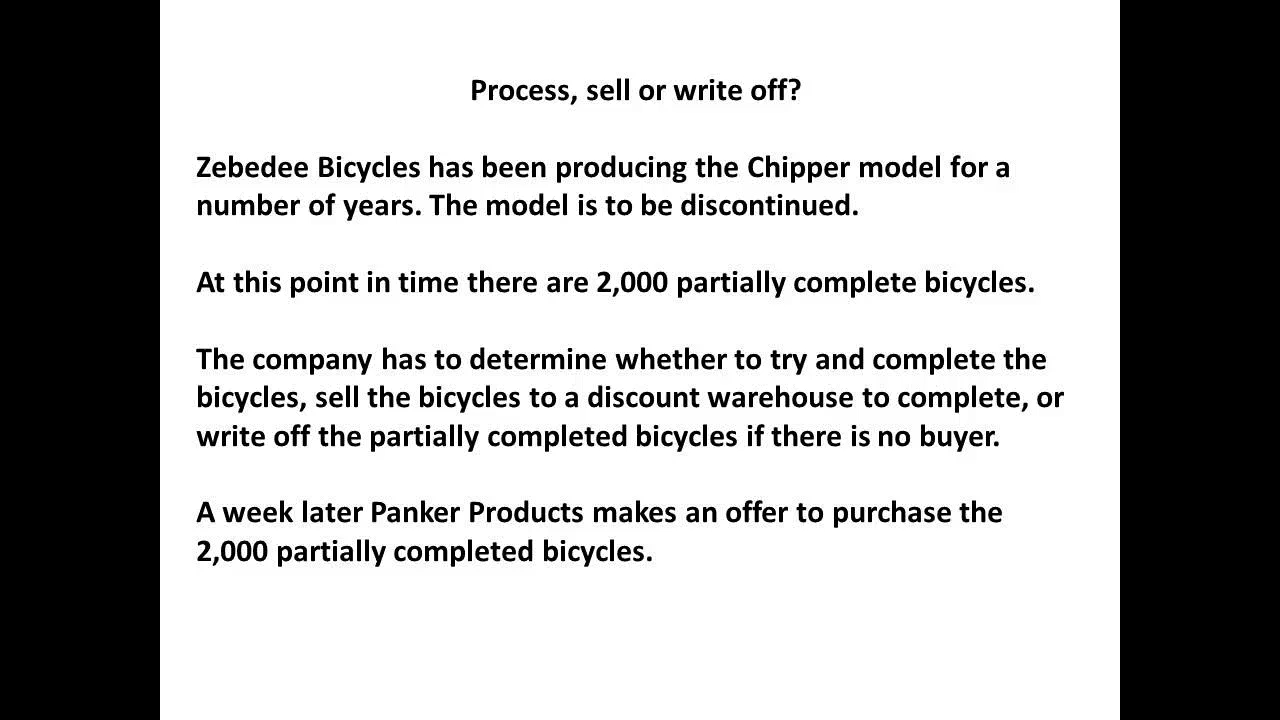 Process, sell or write off?
Zebedee Bicycles has been producing the Chipper model for a
number of years. The model is to be discontinued.
At this point in time there are 2,000 partially complete bicycles.
The company has to determine whether to try and complete the
bicycles, sell the bicycles to a discount warehouse to complete, or
write off the partially completed bicycles if there is no buyer.
A week later Panker Products makes an offer to purchase the
2,000 partially completed bicycles.